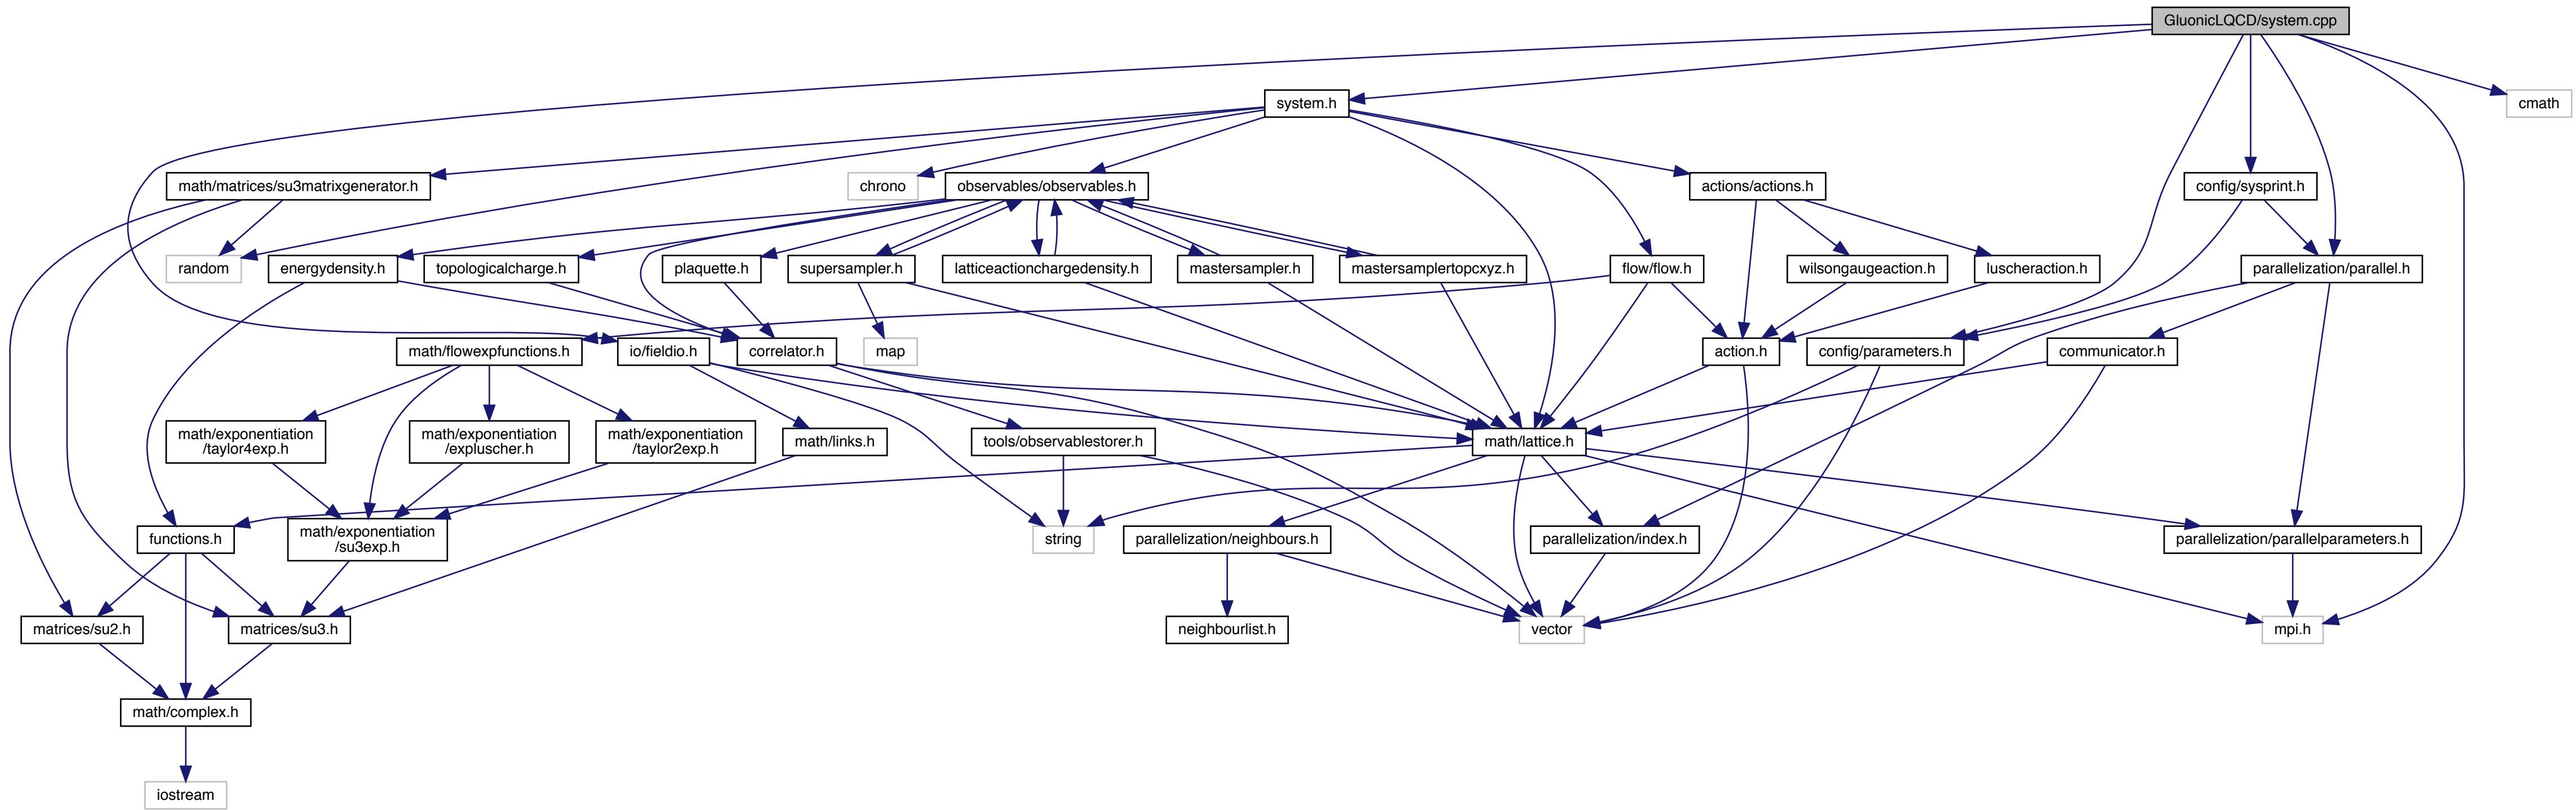 GluonicLQCD/system.cpp
system.h
cmath
math/matrices/su3matrixgenerator.h
chrono
observables/observables.h
actions/actions.h
config/sysprint.h
random
energydensity.h
topologicalcharge.h
plaquette.h
supersampler.h
latticeactionchargedensity.h
mastersampler.h
mastersamplertopcxyz.h
flow/flow.h
wilsongaugeaction.h
luscheraction.h
parallelization/parallel.h
math/flowexpfunctions.h
io/fieldio.h
correlator.h
map
action.h
config/parameters.h
communicator.h
math/exponentiation
/taylor4exp.h
math/exponentiation
/expluscher.h
math/exponentiation
/taylor2exp.h
math/links.h
tools/observablestorer.h
math/lattice.h
functions.h
math/exponentiation
/su3exp.h
string
parallelization/neighbours.h
parallelization/index.h
parallelization/parallelparameters.h
matrices/su2.h
matrices/su3.h
neighbourlist.h
vector
mpi.h
math/complex.h
iostream